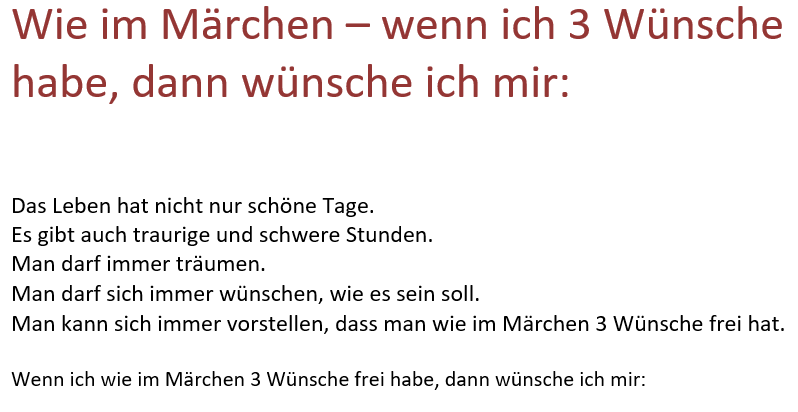 Wie im Märchen – wenn ich 3 Wünsche
habe, dann wünsche ich mir:
Das Leben hat nicht nur schöne Tage.
Es gibt auch traurige und schwere Stunden.
Man darf immer träumen.
Man darf sich immer wünschen, wie es sein soll.
Man kann sich immer vorstellen, dass man wie im Märchen 3 Wünsche frei hat.
Wenn ich wie im Märchen 3 Wünsche frei habe, dann wünsche ich mir: